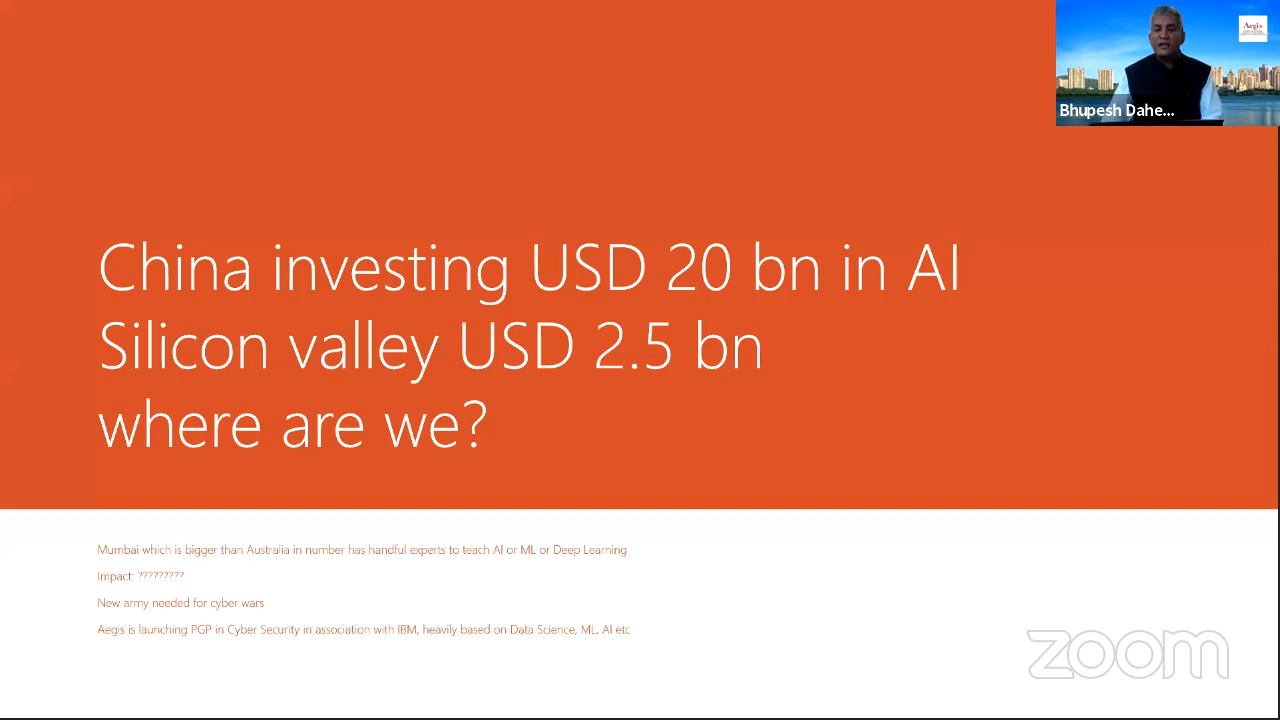 Aegis
Bhupesh Dahe...
China investing USD 20 bn in AI
Silicon valley USD 2.5 bn
where are we?
Mumbai which is bigger than Australia in number has handful experts to teach AI or ML or Deep Learning
Impact: ?????????
New army needed for cyber wars
Aegis is launching PGP in Cyber Security in association with IBM, heavily based on Data Science, ML, AI etc
zoom